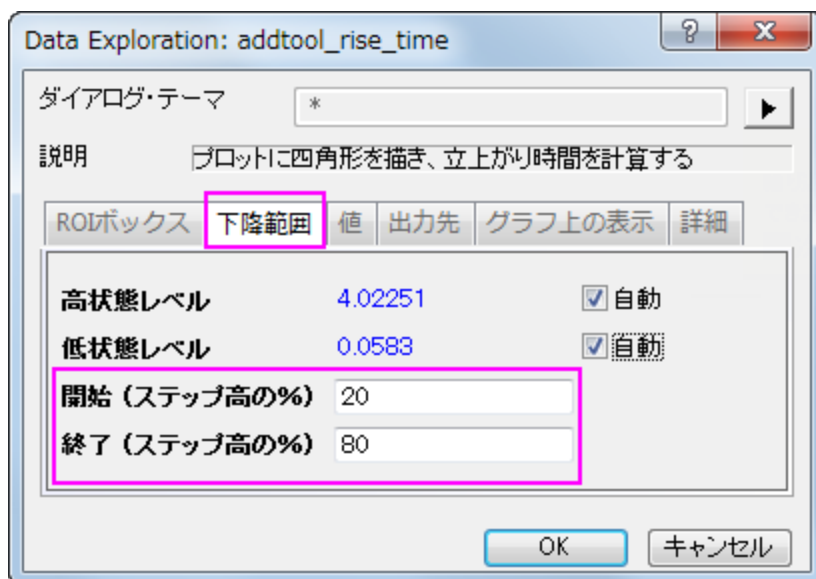 Data Exploration: addtool_rise_time
ダイアログ・テーマ *
説明 プロットに四角形を描き、立上がり時間を計算する
ROIボックス 下降範囲 値 出力先 グラフ上の表示 詳細
高状態レベル 4.02251 自動
低状態レベル 0.0583 自動
開始（ステップ高の%） 20
終了（ステップ高の%） 80
OK キャンセル